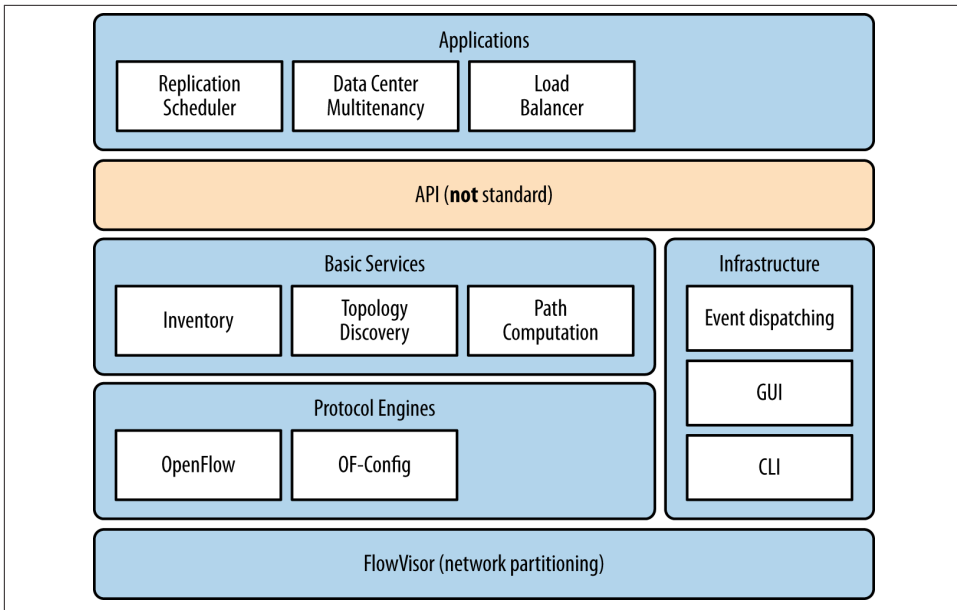 Applications
Replication
Scheduler
Data Center
Multitenancy
Load
Balancer
API (not standard)
Basic Services
Inventory
Topology
Discovery
Path
Computation
Infrastructure
Event dispatching
GUI
CLI
Protocol Engines
OpenFlow
OF-Config
FlowVisor (network partitioning)